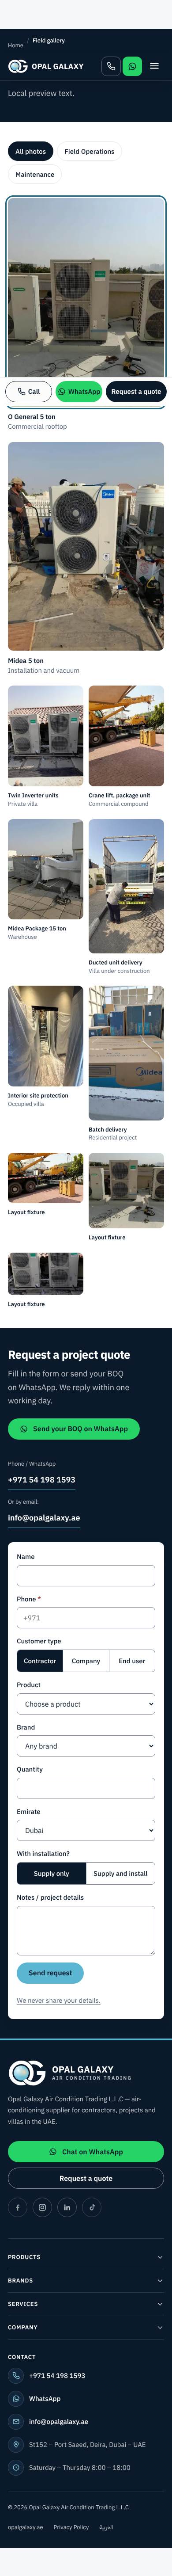 Home / Field gallery
OPAL GALAXY
Local preview text.
All photos
Field Operations
Maintenance
Call
WhatsApp
Request a quote
O General 5 ton
Commercial rooftop
Midea
Midea 5 ton
Installation and vacuum
Twin Inverter units
Private villa
Crane lift, package unit
Commercial compound
Midea Package 15 ton
Warehouse
Ducted unit delivery
Villa under construction
Interior site protection
Occupied villa
Midea
Batch delivery
Residential project
Layout fixture
Layout fixture
Layout fixture
Request a project quote
Fill in the form or send your BOQ
on WhatsApp. We reply within one
working day.
Send your BOQ on WhatsApp
Phone / WhatsApp
+971 54 198 1593
Or by email:
info@opalgalaxy.ae
Name
Phone *
+971
Customer type
Contractor
Company
End user
Product
Choose a product
Brand
Any brand
Quantity
Emirate
Dubai
With installation?
Supply only
Supply and install
Notes / project details
Send request
We never share your details.
OPAL GALAXY
AIR CONDITION TRADING
Opal Galaxy Air Condition Trading L.L.C — air-
conditioning supplier for contractors, projects and
villas in the UAE.
Chat on WhatsApp
Request a quote
PRODUCTS
BRANDS
SERVICES
COMPANY
CONTACT
+971 54 198 1593
WhatsApp
info@opalgalaxy.ae
St152 – Port Saeed, Deira, Dubai – UAE
Saturday – Thursday 8:00 – 18:00
© 2026 Opal Galaxy Air Condition Trading L.L.C
opalgalaxy.ae
Privacy Policy
العربية